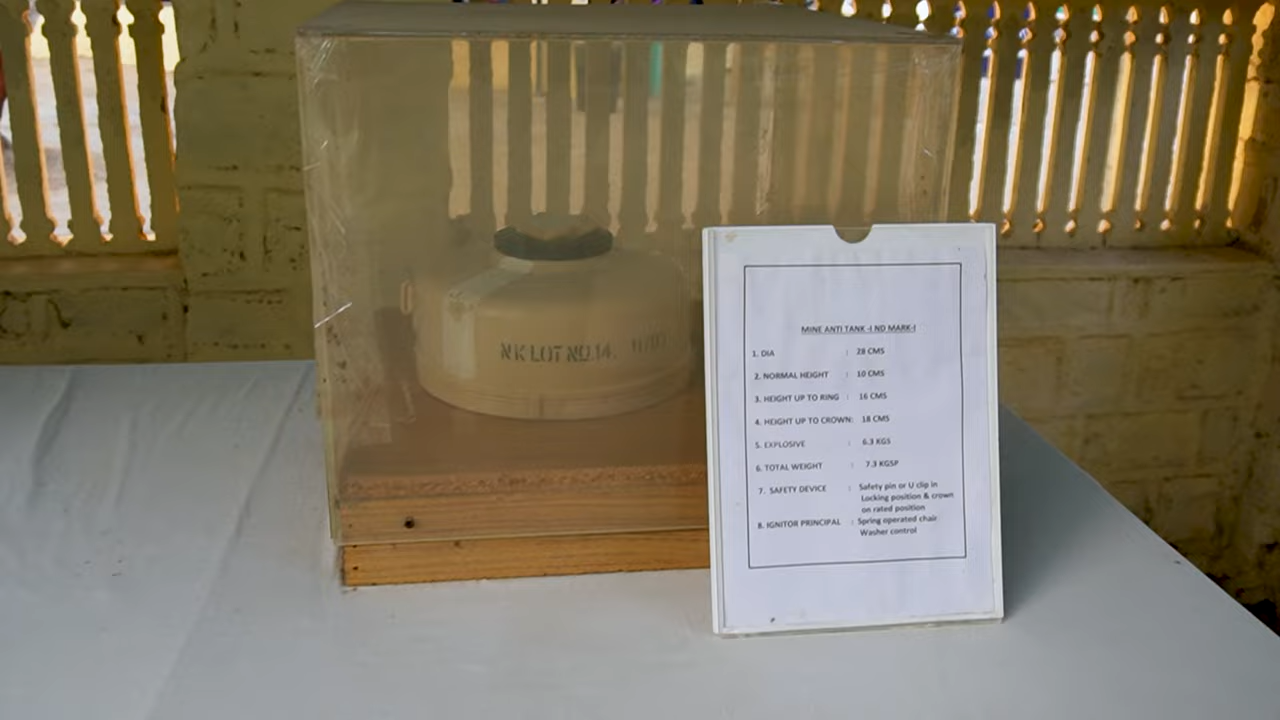 NK LOT NO.14. 11/01
MINE ANTI TANK -I ND MARK-I
1. DIA : 28 CMS
2. NORMAL HEIGHT : 10 CMS
3. HEIGHT UP TO RING : 16 CMS
4. HEIGHT UP TO CROWN: 18 CMS
5. EXPLOSIVE : 6.3 KGS
6. TOTAL WEIGHT : 7.3 KGSP
7. SAFETY DEVICE : Safety pin or U clip in
Locking position & crown
on rated position
8. IGNITOR PRINCIPAL : Spring operated chair
Washer control